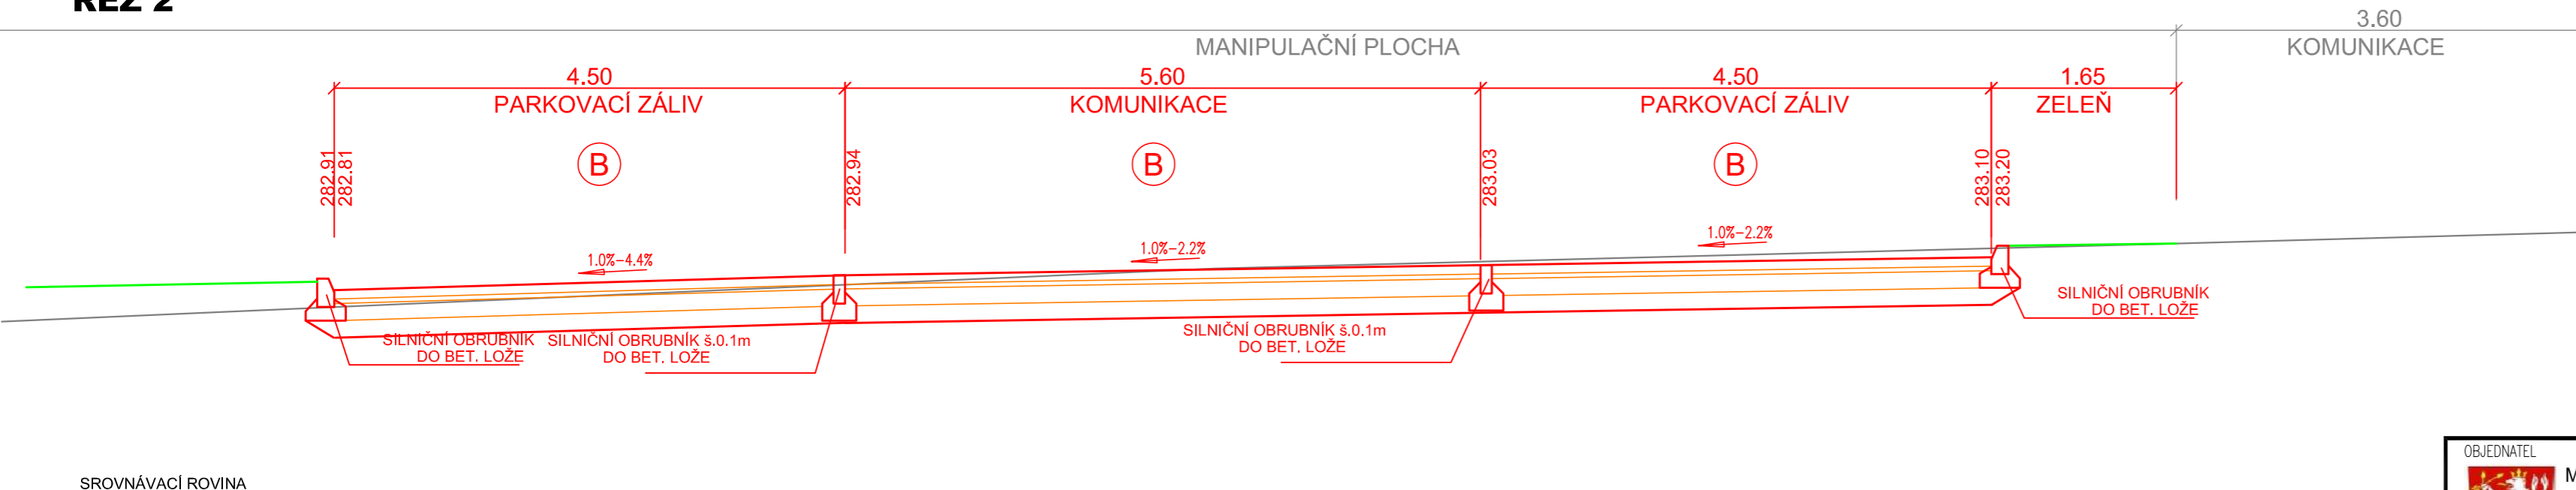 ŘEZ 2
3.60
MANIPULAČNÍ PLOCHA
KOMUNIKACE
4.50
5.60
4.50
1.65
PARKOVACÍ ZÁLIV
KOMUNIKACE
PARKOVACÍ ZÁLIV
ZELEŇ
B
B
B
282.91
282.81
282.94
283.03
283.10
283.20
1.0%-4.4%
1.0%-2.2%
1.0%-2.2%
SILNIČNÍ OBRUBNÍK
DO BET. LOŽE
SILNIČNÍ OBRUBNÍK š.0.1m
DO BET. LOŽE
SILNIČNÍ OBRUBNÍK š.0.1m
DO BET. LOŽE
SILNIČNÍ OBRUBNÍK
DO BET. LOŽE
OBJEDNATEL
SROVNÁVACÍ ROVINA